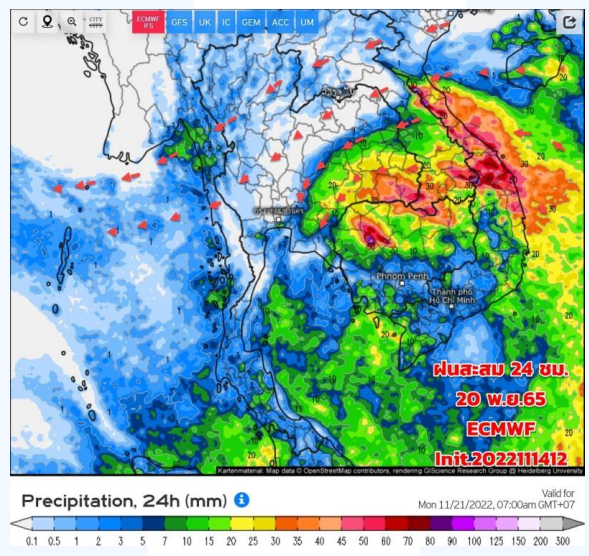 CITY
CITY
ECMWF
IFS
GFS
UK
IC
GEM
ACC
UM
Phnom Penh
Thành phố
Hồ Chí Minh
ฝนสะสม 24 ชม.
20 พ.ย.65
ECMWF
Init.2022111412
Kartenmaterial: Map data © OpenStreetMap contributors, rendering GIScience Research Group @ Heidelberg University
Precipitation, 24h (mm)
Valid for
Mon 11/21/2022, 07:00am GMT+07
0.1 0.5 1 2 3 5 7 10 15 20 25 30 35 40 45 50 60 70 80 90 100 125 150 200 300